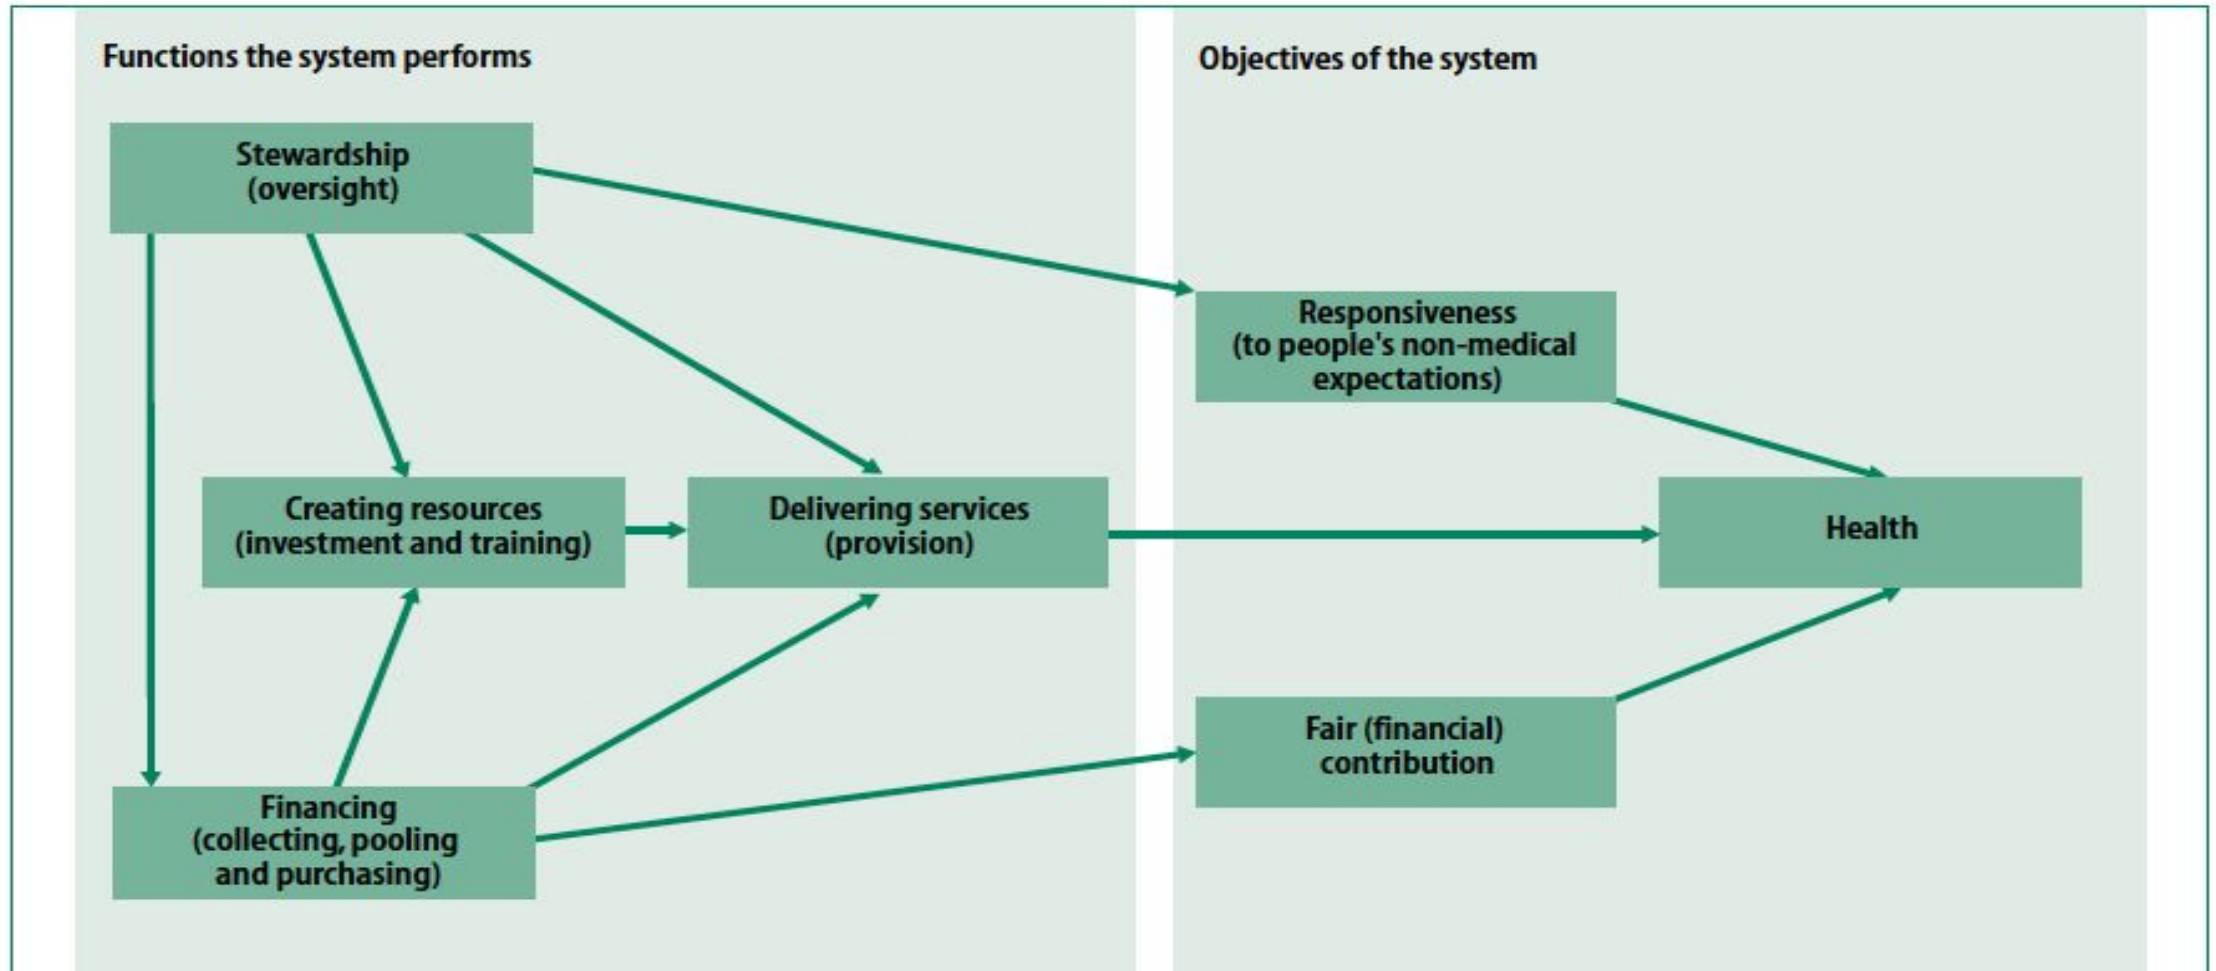 Functions the system performs
Objectives of the system
Stewardship
(oversight)
Responsiveness
(to people's non-medical
expectations)
Creating resources
(investment and training)
Delivering services
(provision)
Health
Fair (financial)
contribution
Financing
(collecting, pooling
and purchasing)